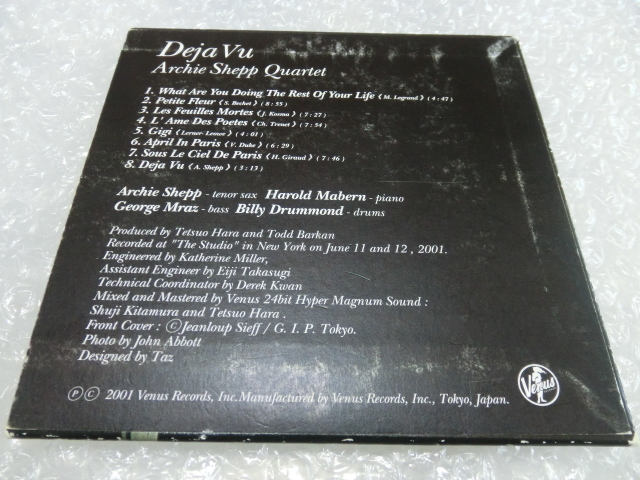 Deja Vu
Archie Shepp Quartet
1. What Are You Doing The Rest Of Your Life (M. Legrand) (4:47)
2. Petite Fleur (S. Bechet) (8:55)
3. Les Feuilles Mortes (J. Kosma) (7:27)
4. L' Ame Des Poetes (Ch. Trenet) (7:54)
5. Gigi (Lerner- Lonoe) (4:01)
6. April In Paris (V. Duke) (6:29)
7. Sous Le Ciel De Paris (H. Giraud) (7:46)
8. Deja Vu (A. Shepp) (5:15)
Archie Shepp - tenor sax Harold Mabern - piano
George Mraz - bass Billy Drummond - drums
Produced by Tetsuo Hara and Todd Barkan
Recorded at "The Studio" in New York on June 11 and 12 , 2001.
Engineered by Katherine Miller,
Assistant Engineer by Eiji Takasugi
Technical Coordinator by Derek Kwan
Mixed and Mastered by Venus 24bit Hyper Magnum Sound :
Shuji Kitamura and Tetsuo Hara .
Front Cover : ©Jeanloup Sieff / G. I. P. Tokyo.
Photo by John Abbott
Designed by Taz
℗ © 2001 Venus Records, Inc.Manufactured by Venus Records, Inc., Tokyo, Japan.
Venus